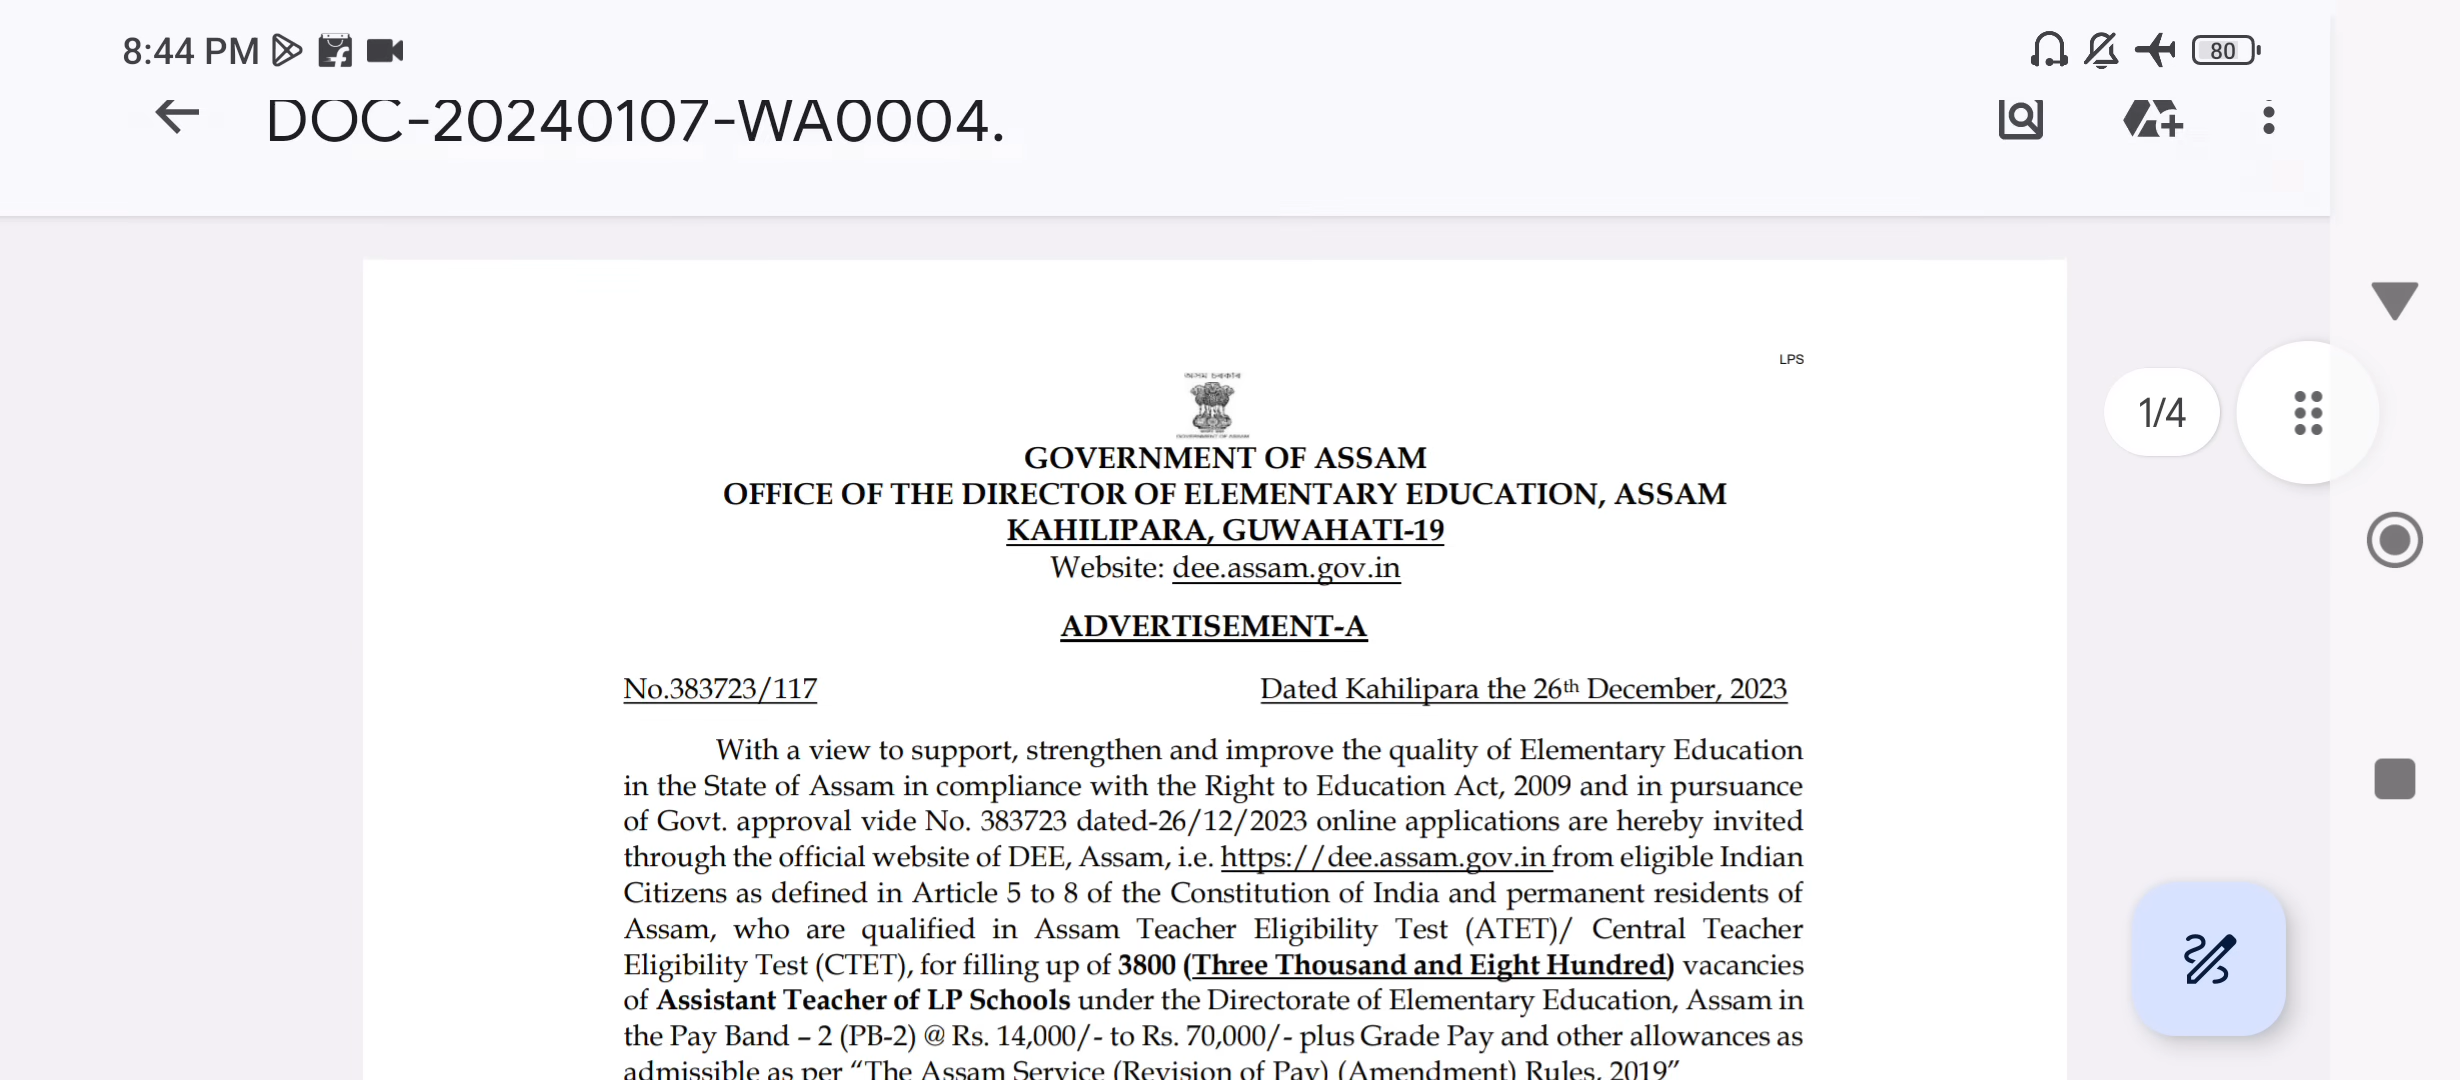 8:44 PM
80
DOC-20240107-WA0004.
LPS
1/4
GOVERNMENT OF ASSAM
OFFICE OF THE DIRECTOR OF ELEMENTARY EDUCATION, ASSAM
KAHILIPARA, GUWAHATI-19
Website: dee.assam.gov.in
ADVERTISEMENT-A
No.383723/117 Dated Kahilipara the 26th December, 2023
With a view to support, strengthen and improve the quality of Elementary Education
in the State of Assam in compliance with the Right to Education Act, 2009 and in pursuance
of Govt. approval vide No. 383723 dated-26/12/2023 online applications are hereby invited
through the official website of DEE, Assam, i.e. https://dee.assam.gov.in from eligible Indian
Citizens as defined in Article 5 to 8 of the Constitution of India and permanent residents of
Assam, who are qualified in Assam Teacher Eligibility Test (ATET)/ Central Teacher
Eligibility Test (CTET), for filling up of 3800 (Three Thousand and Eight Hundred) vacancies
of Assistant Teacher of LP Schools under the Directorate of Elementary Education, Assam in
the Pay Band – 2 (PB-2) @ Rs. 14,000/- to Rs. 70,000/- plus Grade Pay and other allowances as
admissible as per “The Assam Service (Revision of Pay) (Amendment) Rules, 2019”